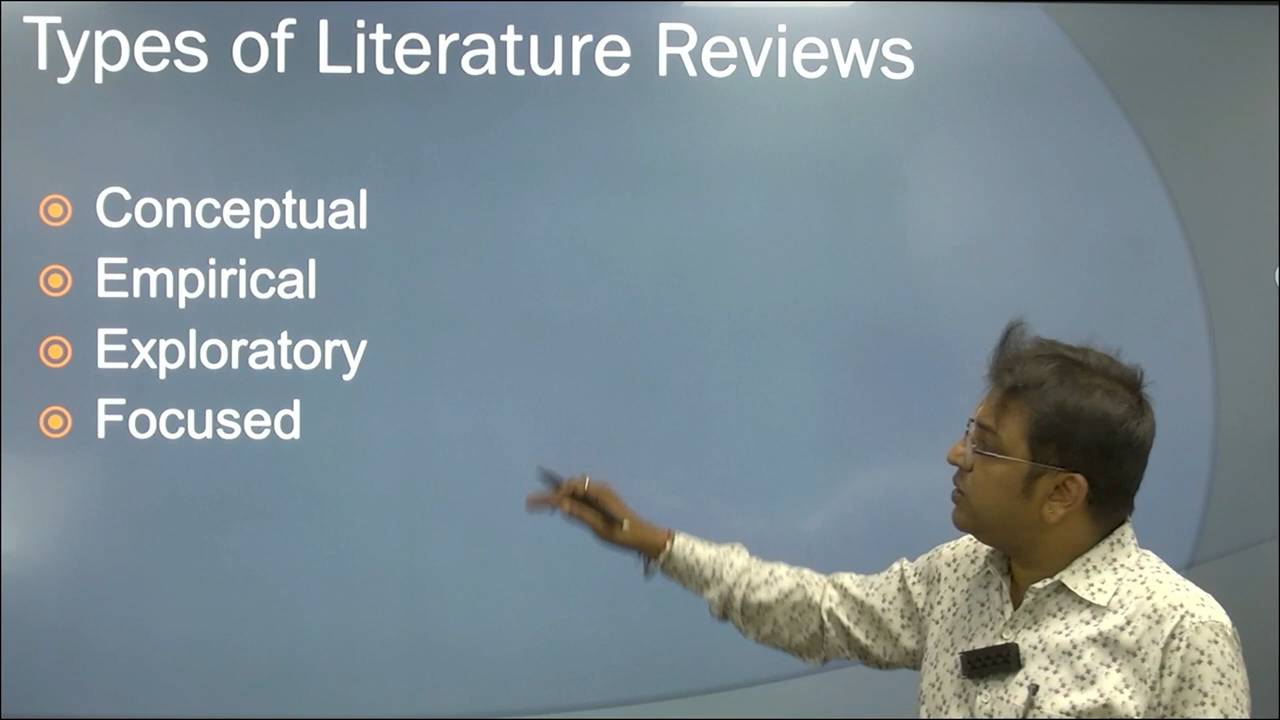 Types of Literature Reviews
Conceptual
Empirical
Exploratory
Focused